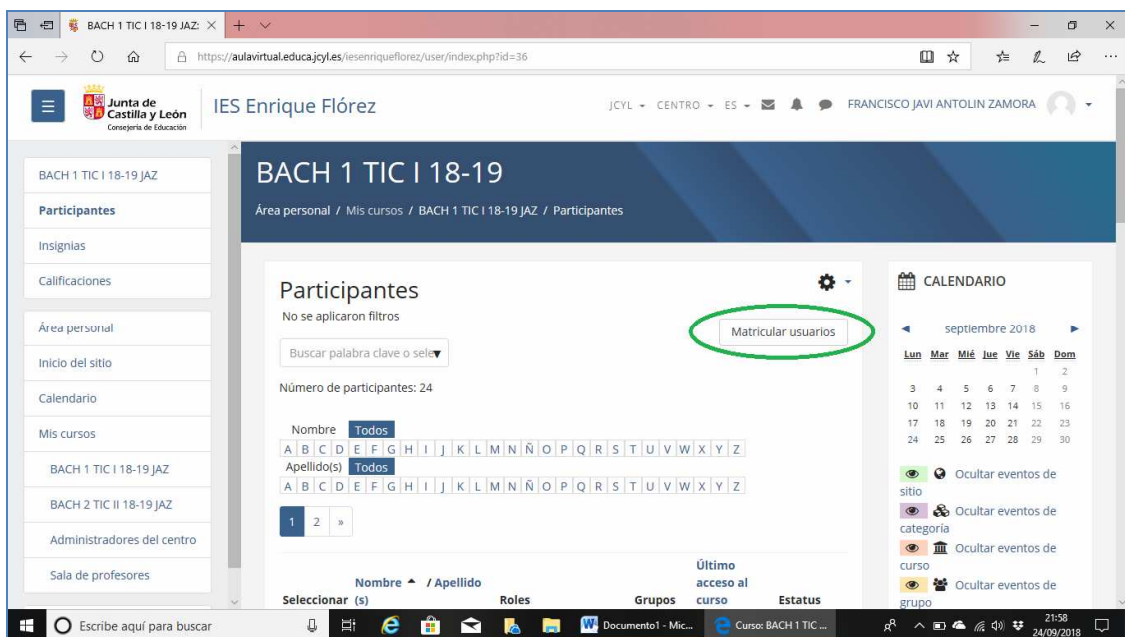 BACH 1 TIC I 18-19 JAZ:
https://aulavirtual.educa.jcyl.es/iesenriqueflorez/user/index.php?id=36
Junta de
Castilla y León
Consejería de Educación
IES Enrique Flórez
JCYL CENTRO ES FRANCISCO JAVI ANTOLIN ZAMORA
BACH 1 TIC I 18-19 JAZ
Participantes
Insignias
Calificaciones
Área personal
Inicio del sitio
Calendario
Mis cursos
BACH 1 TIC I 18-19 JAZ
BACH 2 TIC II 18-19 JAZ
Administradores del centro
Sala de profesores
BACH 1 TIC I 18-19
Área personal / Mis cursos / BACH 1 TIC I 18-19 JAZ / Participantes
Participantes
No se aplicaron filtros
Matricular usuarios
Buscar palabra clave o sele
Número de participantes: 24
Nombre Todos
A B C D E F G H I J K L M N Ñ O P Q R S T U V W X Y Z
Apellido(s) Todos
A B C D E F G H I J K L M N Ñ O P Q R S T U V W X Y Z
1 2 »
Seleccionar
Nombre / Apellido
(s)
Roles
Grupos
Último
acceso al
curso
Estatus
CALENDARIO
◄ septiembre 2018 ►
Lun Mar Mié Jue Vie Sáb Dom
1 2
3 4 5 6 7 8 9
10 11 12 13 14 15 16
17 18 19 20 21 22 23
24 25 26 27 28 29 30
Ocultar eventos de
sitio
Ocultar eventos de
categoría
Ocultar eventos de
curso
Ocultar eventos de
grupo
Escribe aquí para buscar
Documento1 - Mic...
Curso: BACH 1 TIC ...
21:58
24/09/2018